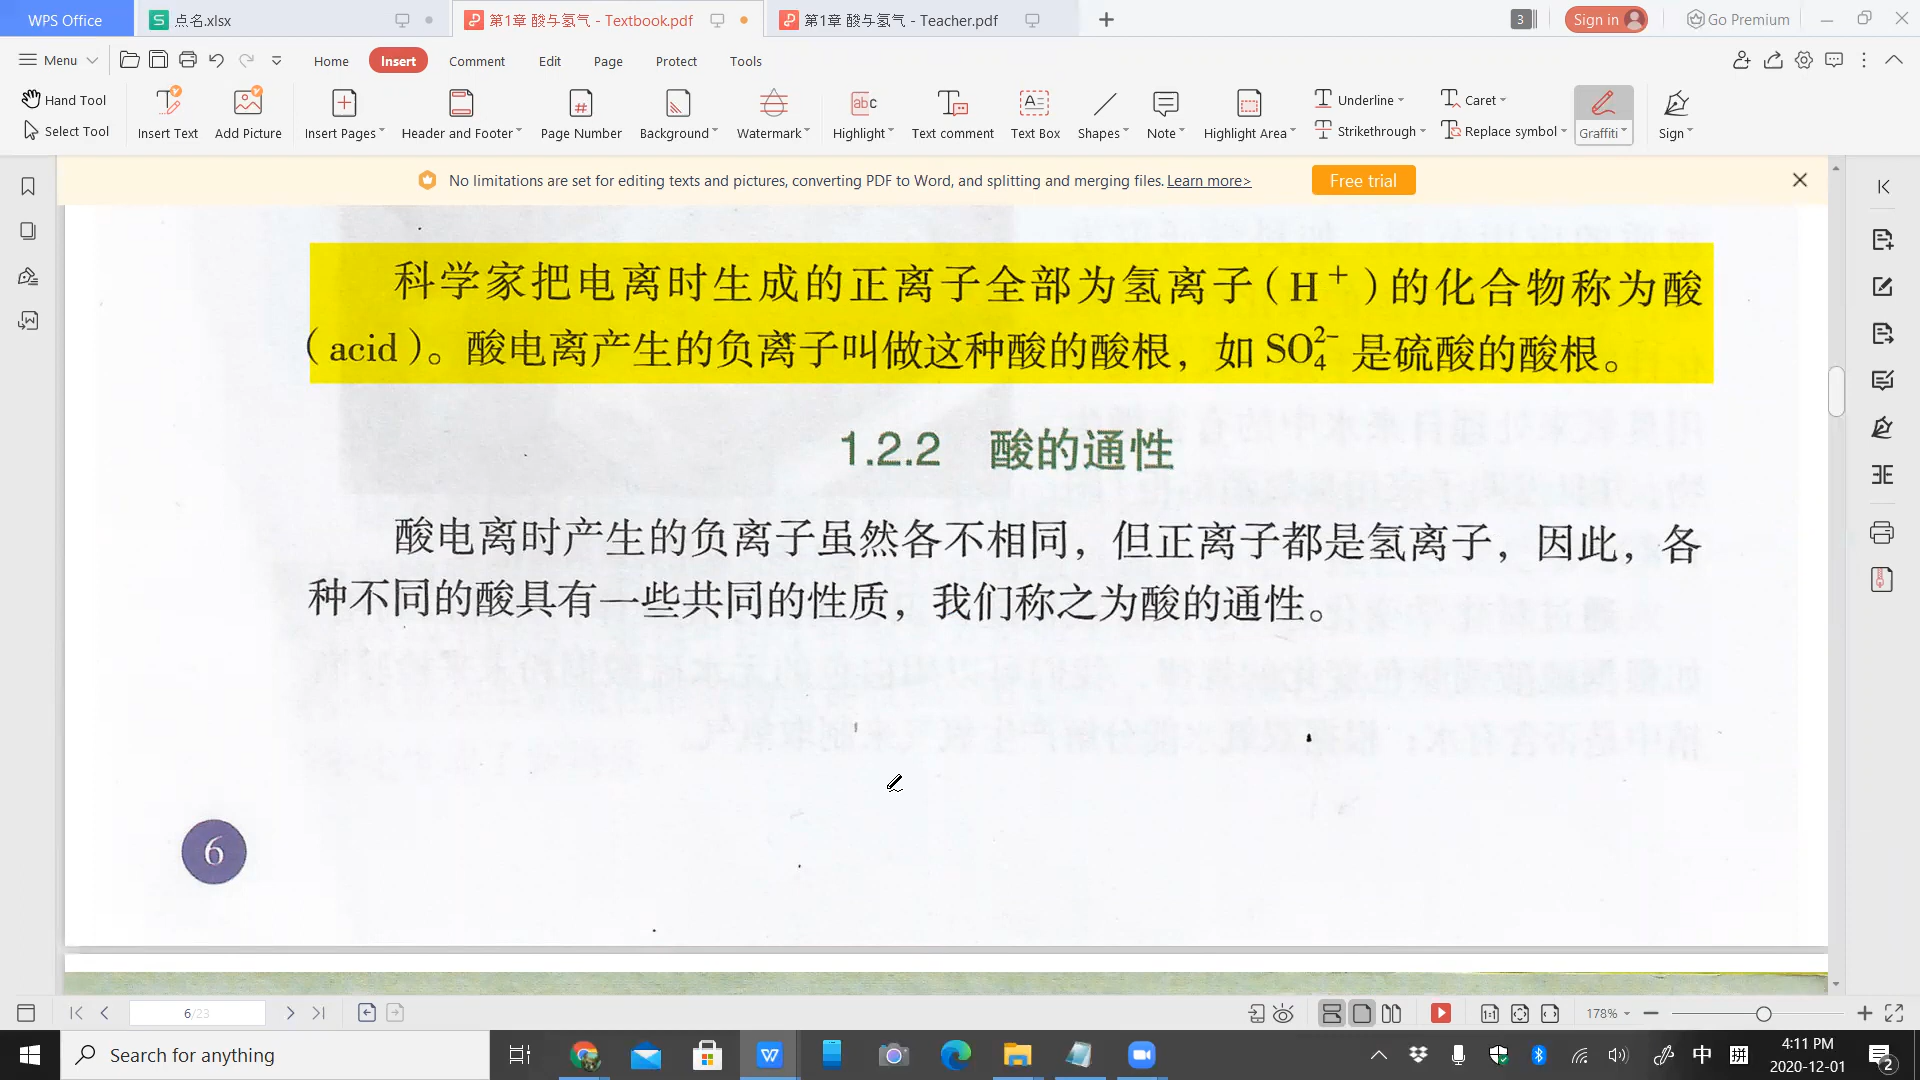 WPS Office
点名.xlsx
第1章 酸与氢气 - Textbook.pdf
第1章 酸与氢气 - Teacher.pdf
3
Sign in
Go Premium
Menu
Home
Insert
Comment
Edit
Page
Protect
Tools
Hand Tool
Select Tool
Insert Text
Add Picture
Insert Pages
Header and Footer
Page Number
Background
Watermark
Highlight
Text comment
Text Box
Shapes
Note
Highlight Area
Underline
Strikethrough
Caret
Replace symbol
Graffiti
Sign
No limitations are set for editing texts and pictures, converting PDF to Word, and splitting and merging files. Learn more>
Free trial
科学家把电离时生成的正离子全部为氢离子(H⁺)的化合物称为酸
(acid)。酸电离产生的负离子叫做这种酸的酸根，如 SO₄²⁻ 是硫酸的酸根。
1.2.2 酸的通性
酸电离时产生的负离子虽然各不相同，但正离子都是氢离子，因此，各
种不同的酸具有一些共同的性质，我们称之为酸的通性。
6
6/23
178%
Search for anything
中
拼
4:11 PM
2020-12-01
2